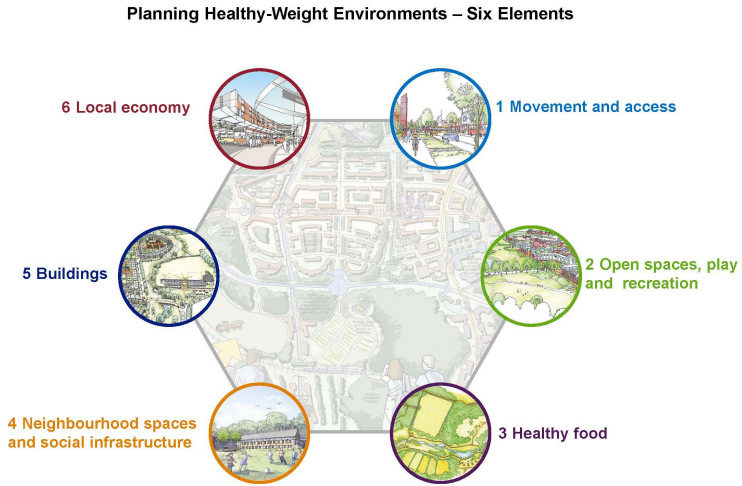 Planning Healthy-Weight Environments – Six Elements
6 Local economy
1 Movement and access
5 Buildings
2 Open spaces, play
and recreation
4 Neighbourhood spaces
and social infrastructure
3 Healthy food